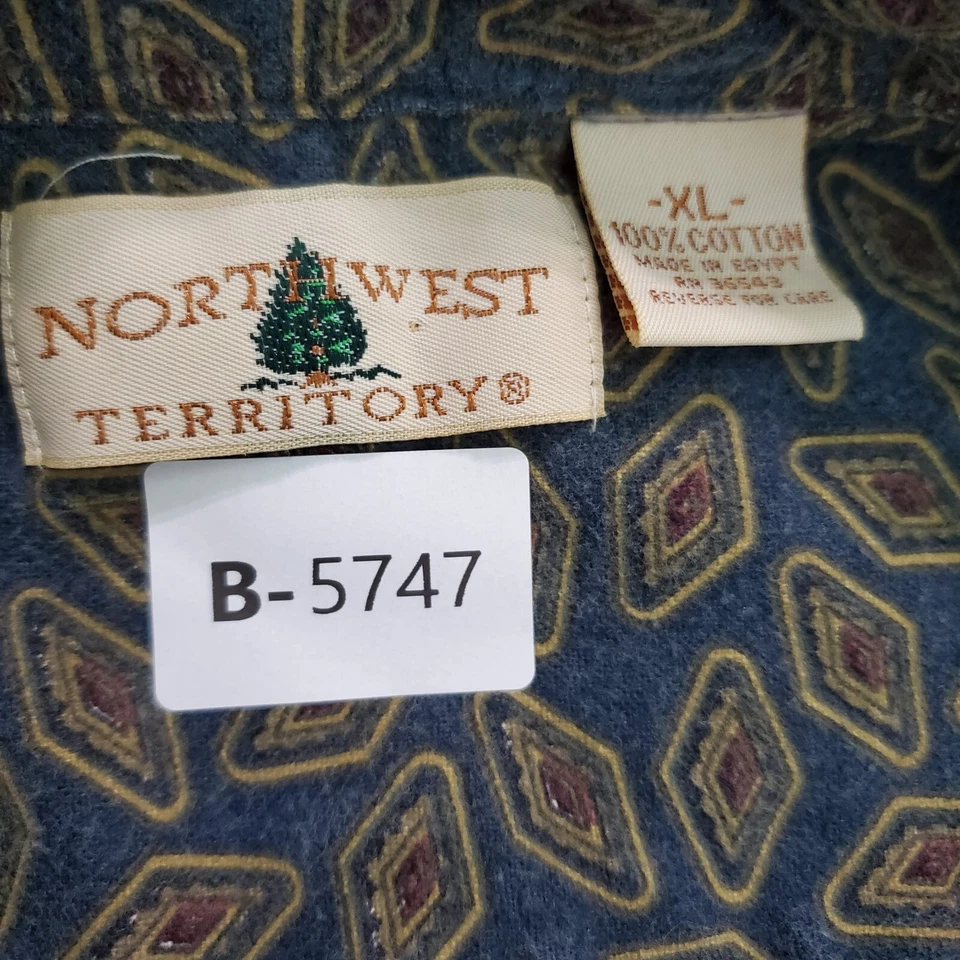 NORTHWEST
TERRITORY®
-XL-
100% COTTON
MADE IN EGYPT
RN 36543
REVERSE FOR CARE
B-5747